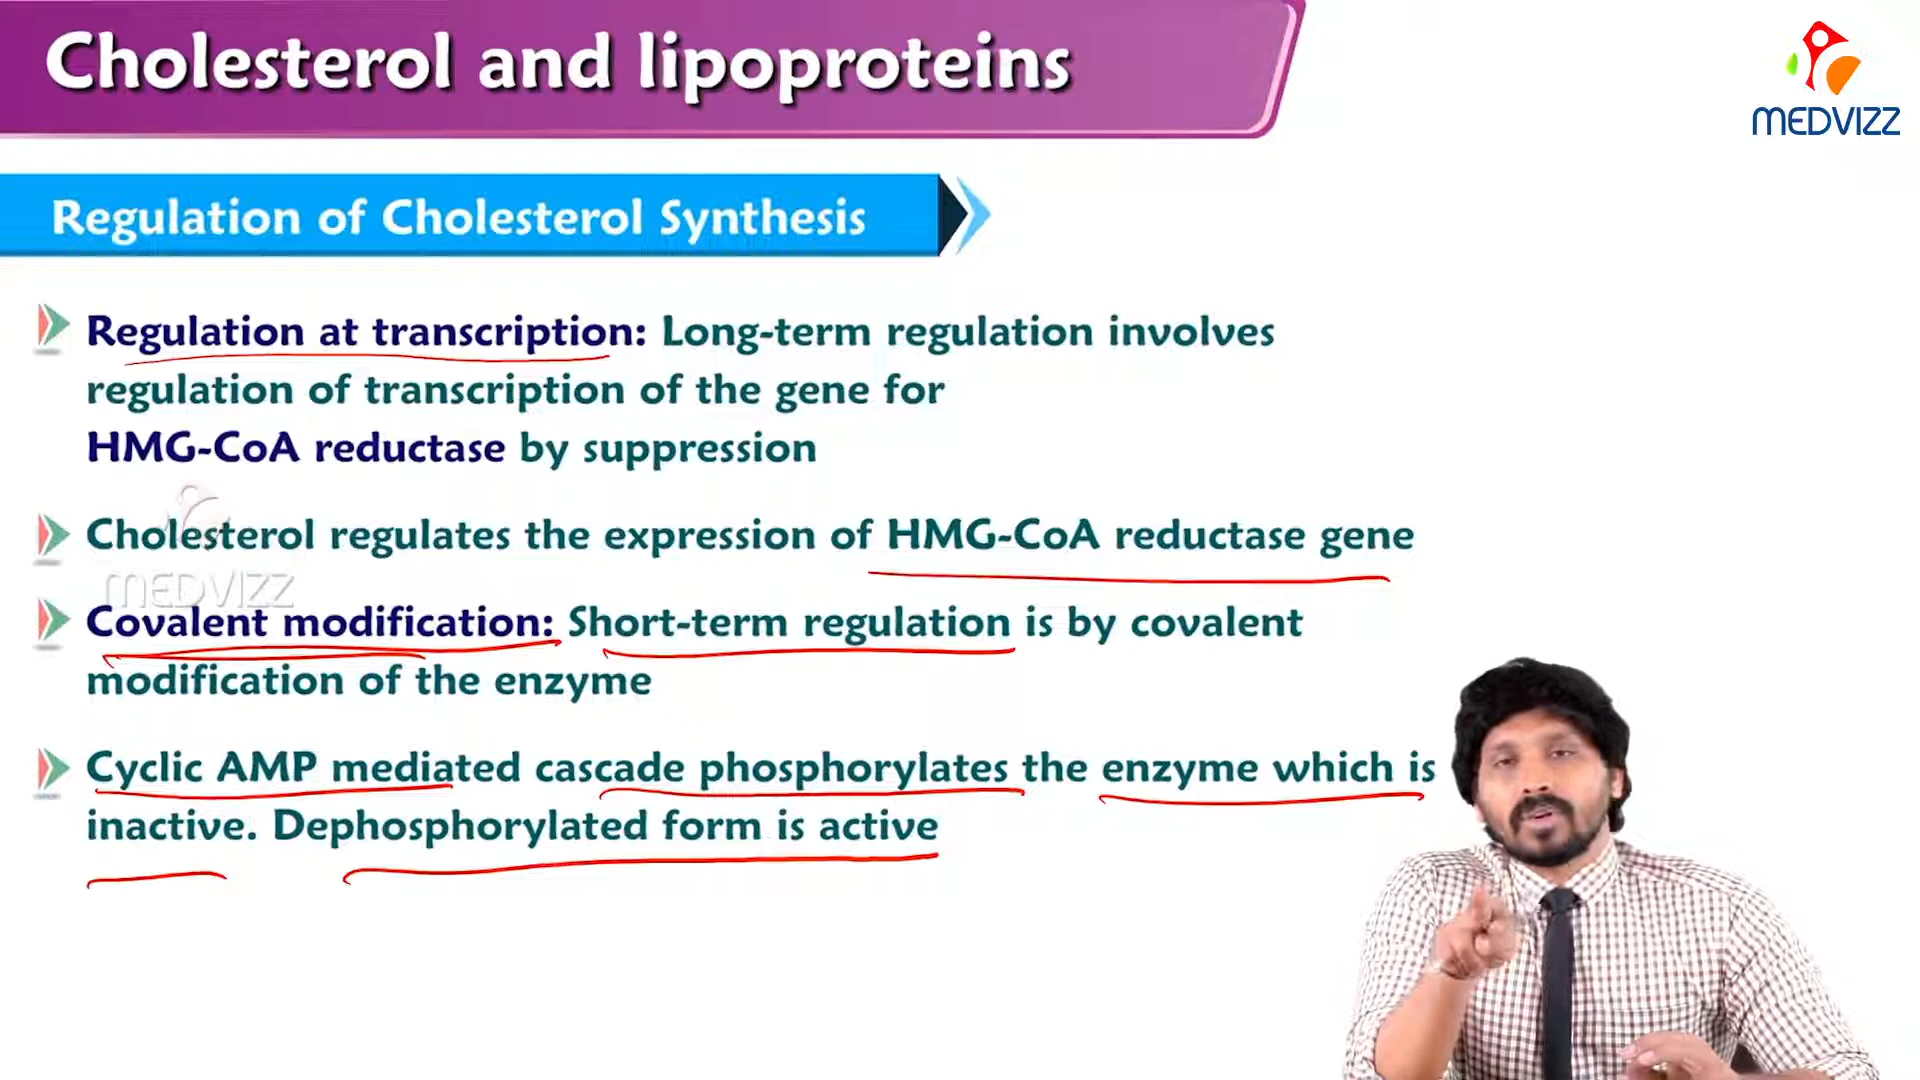 Cholesterol and lipoproteins
MEDVIZZ
Regulation of Cholesterol Synthesis
Regulation at transcription: Long-term regulation involves
regulation of transcription of the gene for
HMG-CoA reductase by suppression
Cholesterol regulates the expression of HMG-CoA reductase gene
MEDVIZZ
Covalent modification: Short-term regulation is by covalent
modification of the enzyme
Cyclic AMP mediated cascade phosphorylates the enzyme which is
inactive. Dephosphorylated form is active